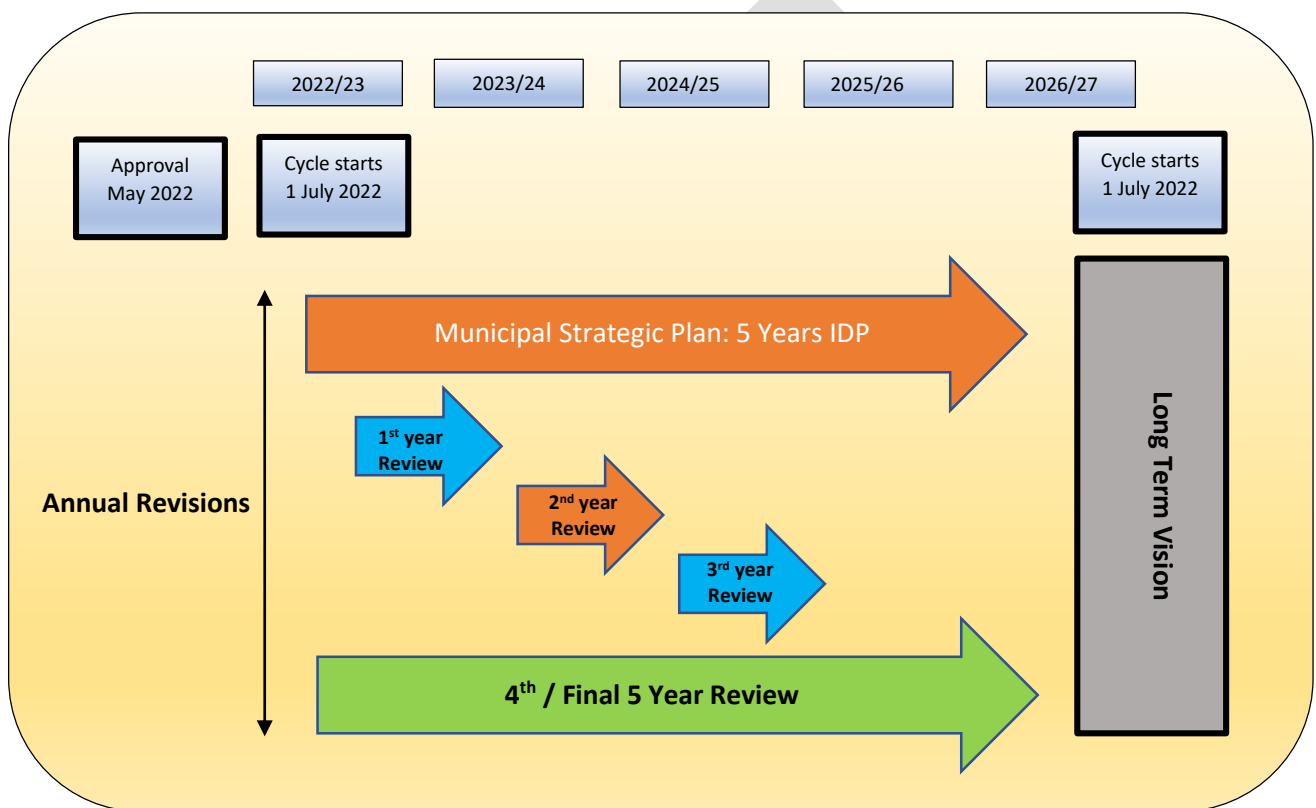 2022/23
2023/24
2024/25
2025/26
2026/27
Approval
May 2022
Cycle starts
1 July 2022
Cycle starts
1 July 2022
Municipal Strategic Plan: 5 Years IDP
1st year
Review
Annual Revisions
2nd year
Review
3rd year
Review
Long Term Vision
4th / Final 5 Year Review